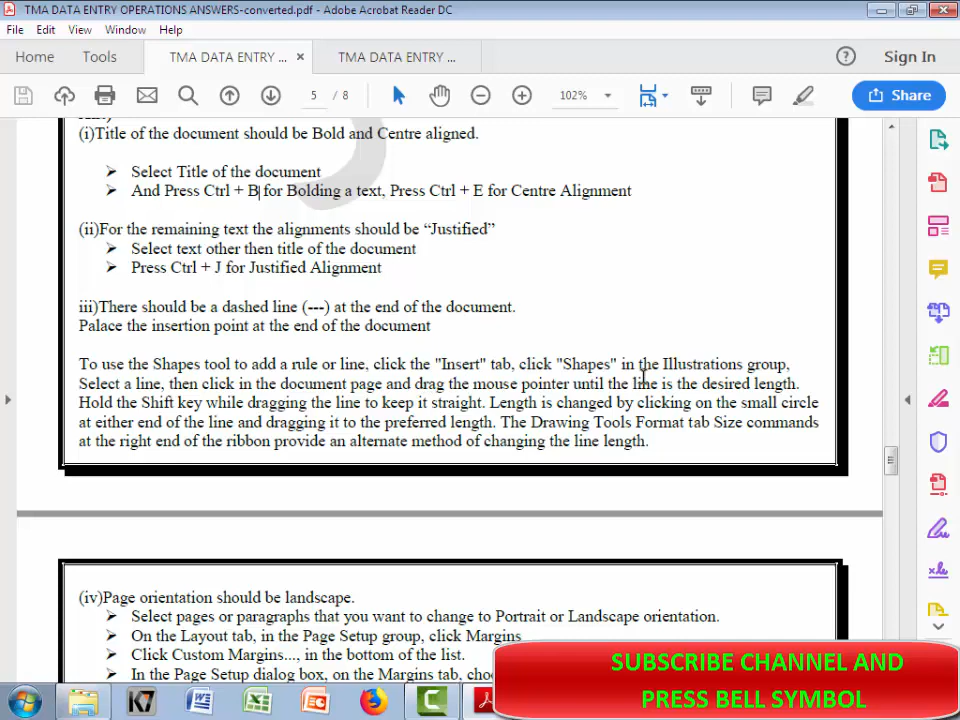 TMA DATA ENTRY OPERATIONS ANSWERS-converted.pdf - Adobe Acrobat Reader DC
File Edit View Window Help
Home Tools TMA DATA ENTRY ... × TMA DATA ENTRY ... Sign In
5 / 8 102% Share
(i)Title of the document should be Bold and Centre aligned.
➢ Select Title of the document
➢ And Press Ctrl + B for Bolding a text, Press Ctrl + E for Centre Alignment
(ii)For the remaining text the alignments should be “Justified”
➢ Select text other then title of the document
➢ Press Ctrl + J for Justified Alignment
iii)There should be a dashed line (---) at the end of the document.
Palace the insertion point at the end of the document
To use the Shapes tool to add a rule or line, click the "Insert" tab, click "Shapes" in the Illustrations group,
Select a line, then click in the document page and drag the mouse pointer until the line is the desired length.
Hold the Shift key while dragging the line to keep it straight. Length is changed by clicking on the small circle
at either end of the line and dragging it to the preferred length. The Drawing Tools Format tab Size commands
at the right end of the ribbon provide an alternate method of changing the line length.
(iv)Page orientation should be landscape.
➢ Select pages or paragraphs that you want to change to Portrait or Landscape orientation.
➢ On the Layout tab, in the Page Setup group, click Margins
➢ Click Custom Margins..., in the bottom of the list.
➢ In the Page Setup dialog box, on the Margins tab,
SUBSCRIBE CHANNEL AND
PRESS BELL SYMBOL